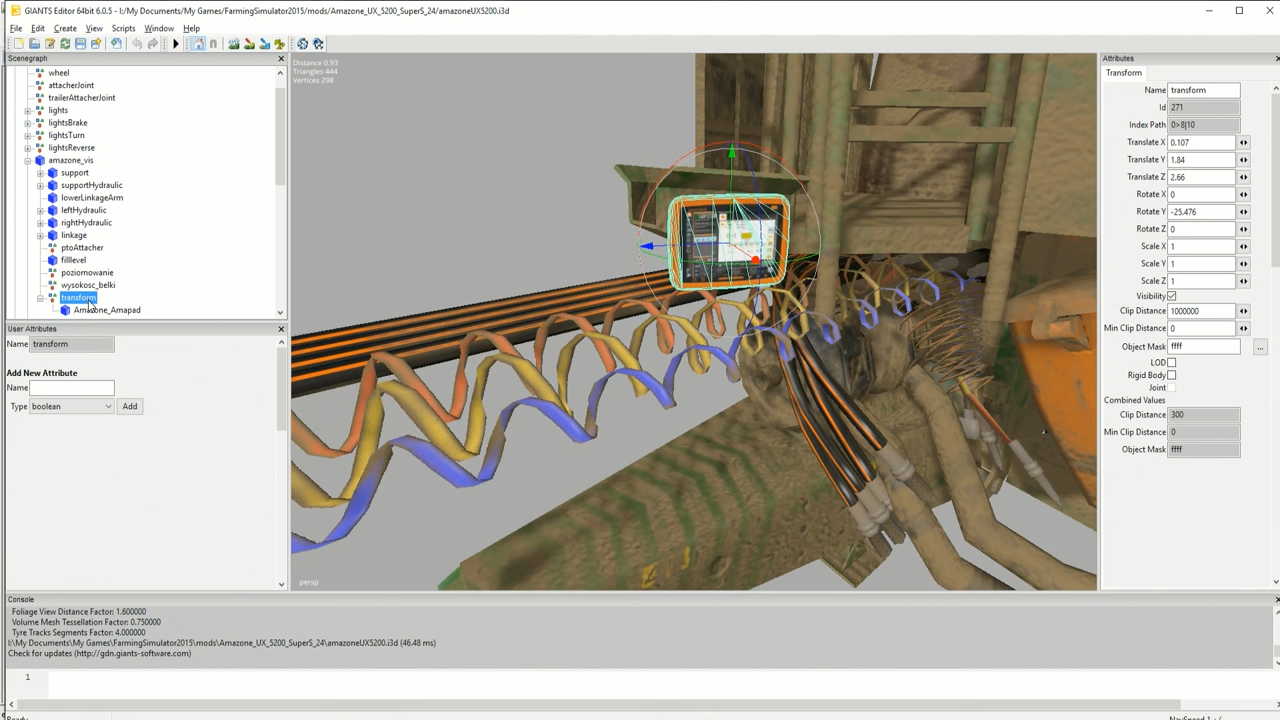 GIANTS Editor 64bit 6.0.5 - I:/My Documents/My Games/FarmingSimulator2015/mods/Amazone_UX_5200_SuperS_24/amazoneUX5200.i3d
File Edit Create View Scripts Window Help
Scenegraph
wheel
attacherJoint
trailerAttacherJoint
lights
lightsBrake
lightsTurn
lightsReverse
amazone_vis
support
supportHydraulic
lowerLinkageArm
leftHydraulic
rightHydraulic
linkage
ptoAttacher
filllevel
poziomowanie
wysokosc_belki
transform
Amazone_Amapad
User Attributes
Name transform
Add New Attribute
Name
Type boolean Add
Distance 0.93
Triangles 444
Vertices 298
persp
Attributes
Transform
Name transform
Id 271
Index Path 0>8|10
Translate X 0.107
Translate Y 1.84
Translate Z 2.66
Rotate X 0
Rotate Y -25.476
Rotate Z 0
Scale X 1
Scale Y 1
Scale Z 1
Visibility
Clip Distance 1000000
Min Clip Distance 0
Object Mask ffff ...
LOD
Rigid Body
Joint
Combined Values
Clip Distance 300
Min Clip Distance 0
Object Mask ffff
Console
Foliage View Distance Factor: 1.600000
Volume Mesh Tessellation Factor: 0.750000
Tyre Tracks Segments Factor: 4.000000
I:\My Documents\My Games\FarmingSimulator2015\mods\Amazone_UX_5200_SuperS_24\amazoneUX5200.i3d (46.48 ms)
Check for updates (http://gdn.giants-software.com)
1